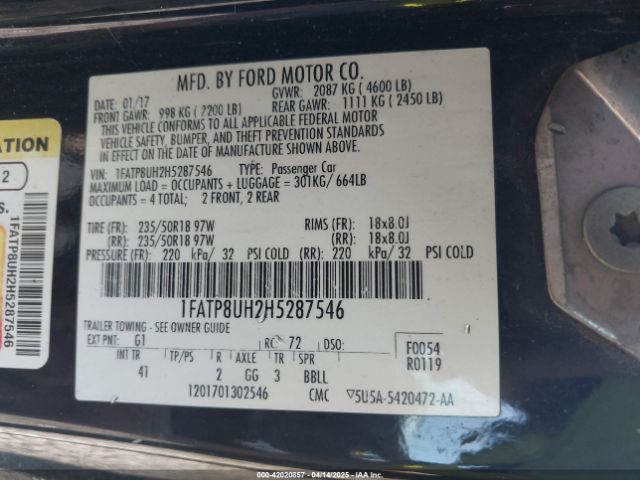 MFD. BY FORD MOTOR CO.
DATE: 01/17 GVWR: 2087 KG ( 4600 LB)
FRONT GAWR: 998 KG ( 2200 LB) REAR GAWR: 1111 KG ( 2450 LB)
THIS VEHICLE CONFORMS TO ALL APPLICABLE FEDERAL MOTOR
VEHICLE SAFETY, BUMPER, AND THEFT PREVENTION STANDARDS
IN EFFECT ON THE DATE OF MANUFACTURE SHOWN ABOVE.
VIN: 1FATP8UH2H5287546 TYPE: Passenger Car
MAXIMUM LOAD = OCCUPANTS + LUGGAGE = 301KG/ 664LB
OCCUPANTS = 4 TOTAL; 2 FRONT, 2 REAR
TIRE (FR): 235/50R18 97W RIMS (FR): 18x8.0J
(RR): 235/50R18 97W (RR): 18x8.0J
PRESSURE (FR): 220 kPa/ 32 PSI COLD (RR): 220 kPa/ 32 PSI COLD
1FATP8UH2H5287546
TRAILER TOWING - SEE OWNER GUIDE
EXT PNT: G1 RC: 72 DSO: F0054
INT TR TP/PS R AXLE TR SPR R0119
41 2 GG 3 BBLL
1201701302546 CMC 5U5A-5420472-AA
ATION
2
S.
1FATP8UH2H5287546
000-42020857 - 04/14/2025 - IAAI.COM